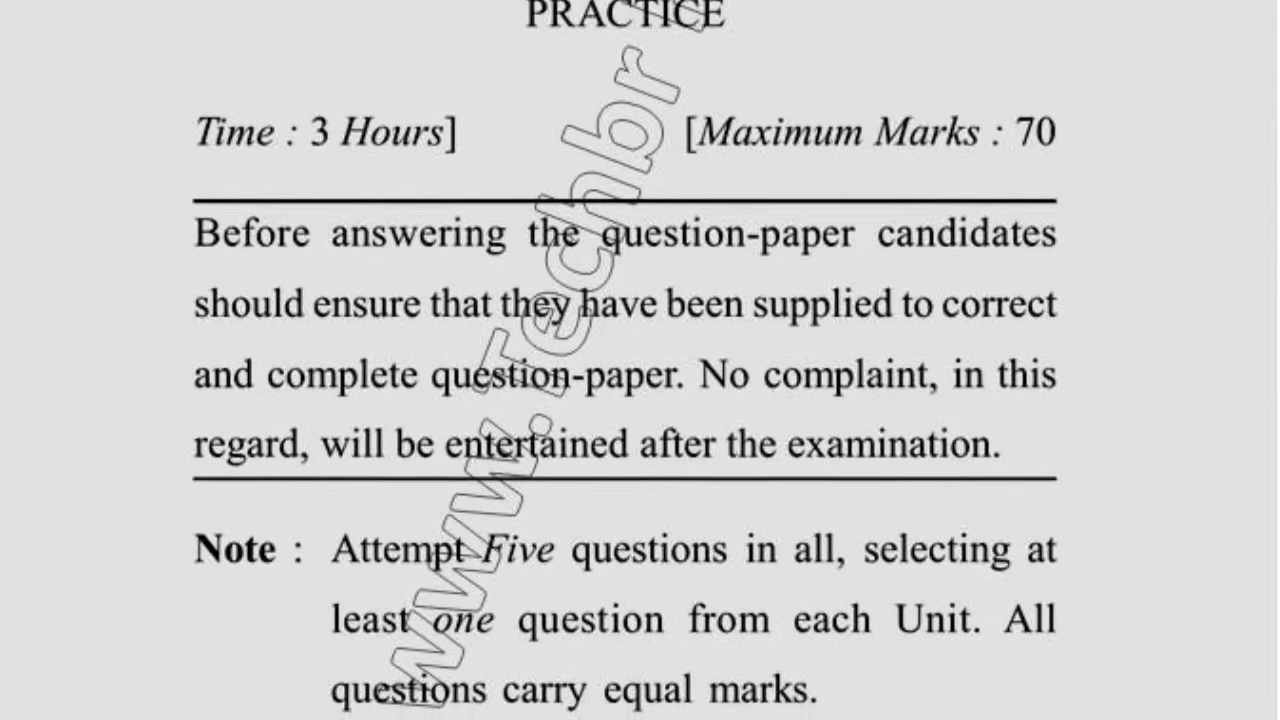 PRACTICE
Time : 3 Hours] [Maximum Marks : 70
Before answering the question-paper candidates
should ensure that they have been supplied to correct
and complete question-paper. No complaint, in this
regard, will be entertained after the examination.
Note : Attempt Five questions in all, selecting at
least one question from each Unit. All
questions carry equal marks.
www.Techbr